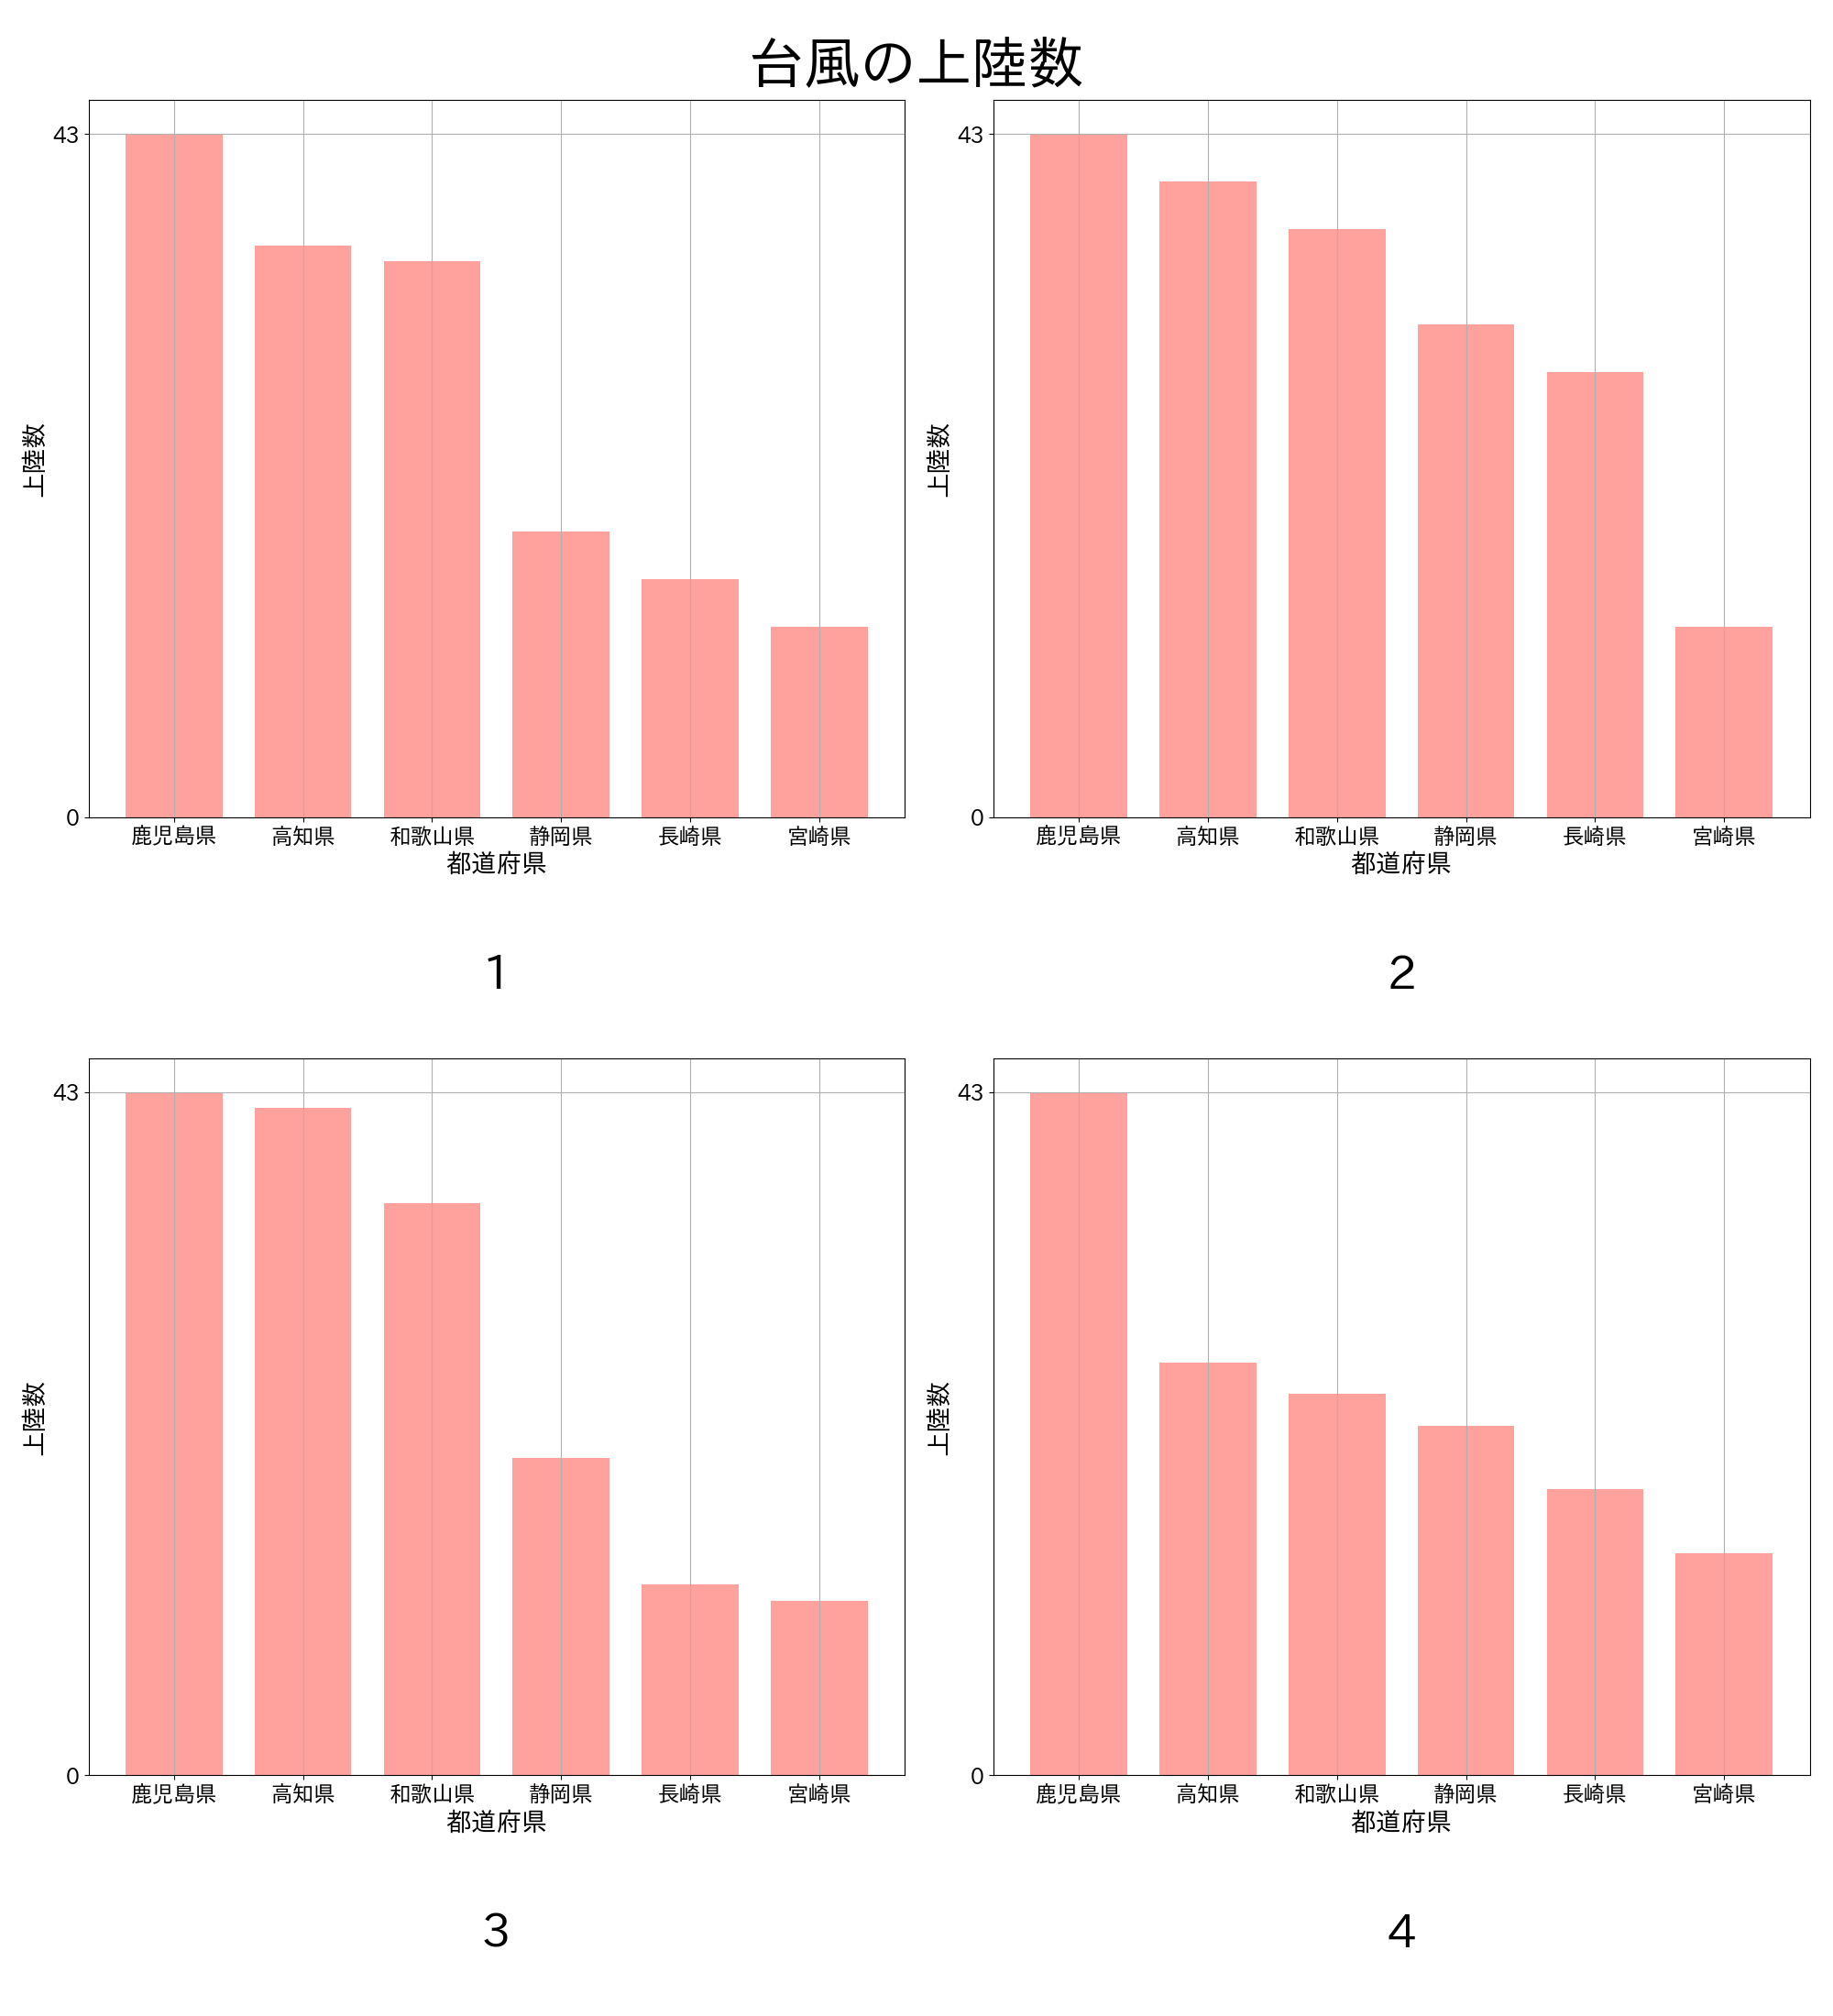 台風の上陸数
43
0
上陸数
鹿児島県 高知県 和歌山県 静岡県 長崎県 宮崎県
都道府県
1
43
0
上陸数
鹿児島県 高知県 和歌山県 静岡県 長崎県 宮崎県
都道府県
2
43
0
上陸数
鹿児島県 高知県 和歌山県 静岡県 長崎県 宮崎県
都道府県
3
43
0
上陸数
鹿児島県 高知県 和歌山県 静岡県 長崎県 宮崎県
都道府県
4